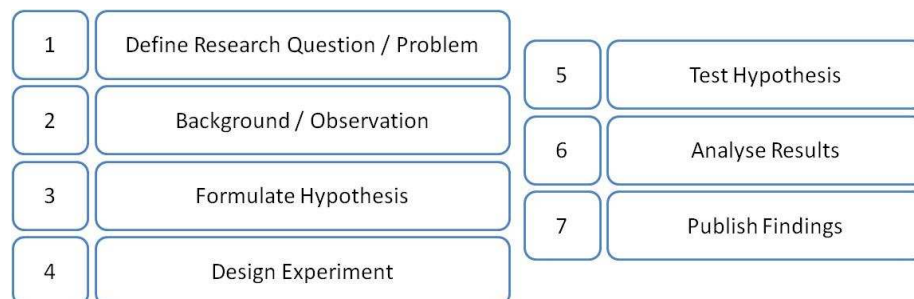 1 Define Research Question / Problem
2 Background / Observation
3 Formulate Hypothesis
4 Design Experiment
5 Test Hypothesis
6 Analyse Results
7 Publish Findings